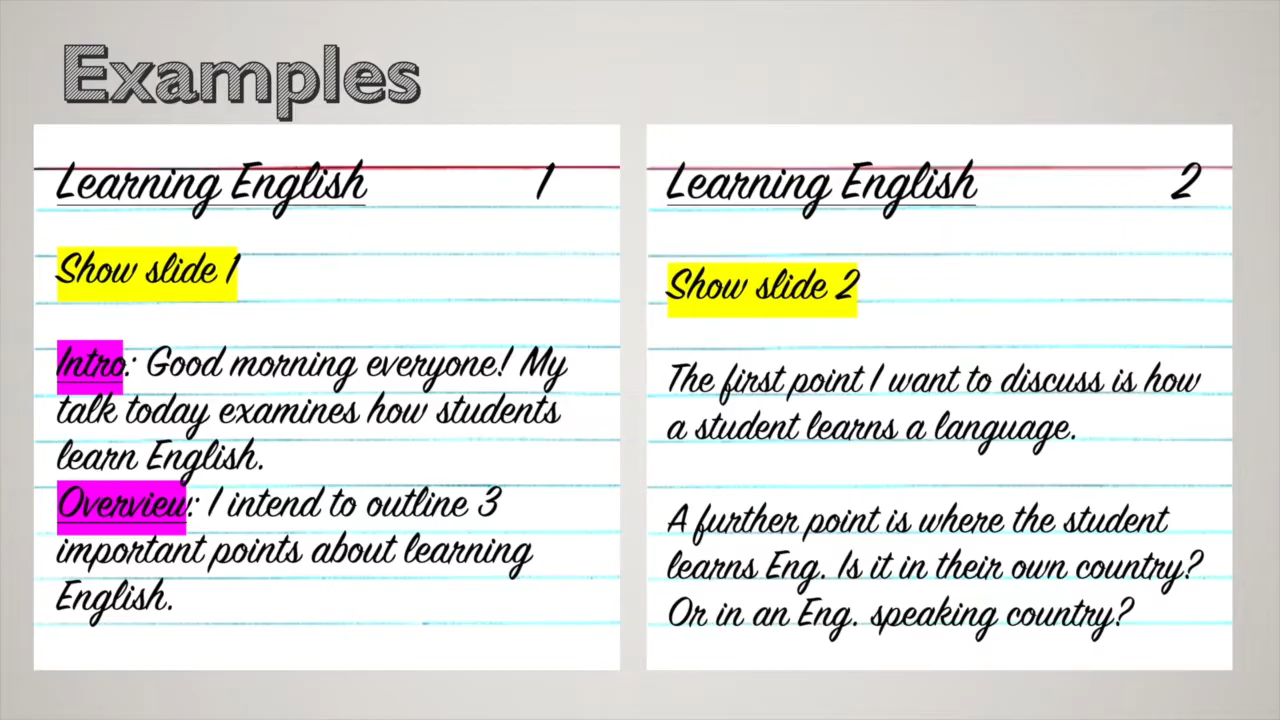 Examples
Learning English 1
Show slide 1
Intro: Good morning everyone! My
talk today examines how students
learn English.
Overview: I intend to outline 3
important points about learning
English.
Learning English 2
Show slide 2
The first point I want to discuss is how
a student learns a language.
A further point is where the student
learns Eng. Is it in their own country?
Or in an Eng. speaking country?